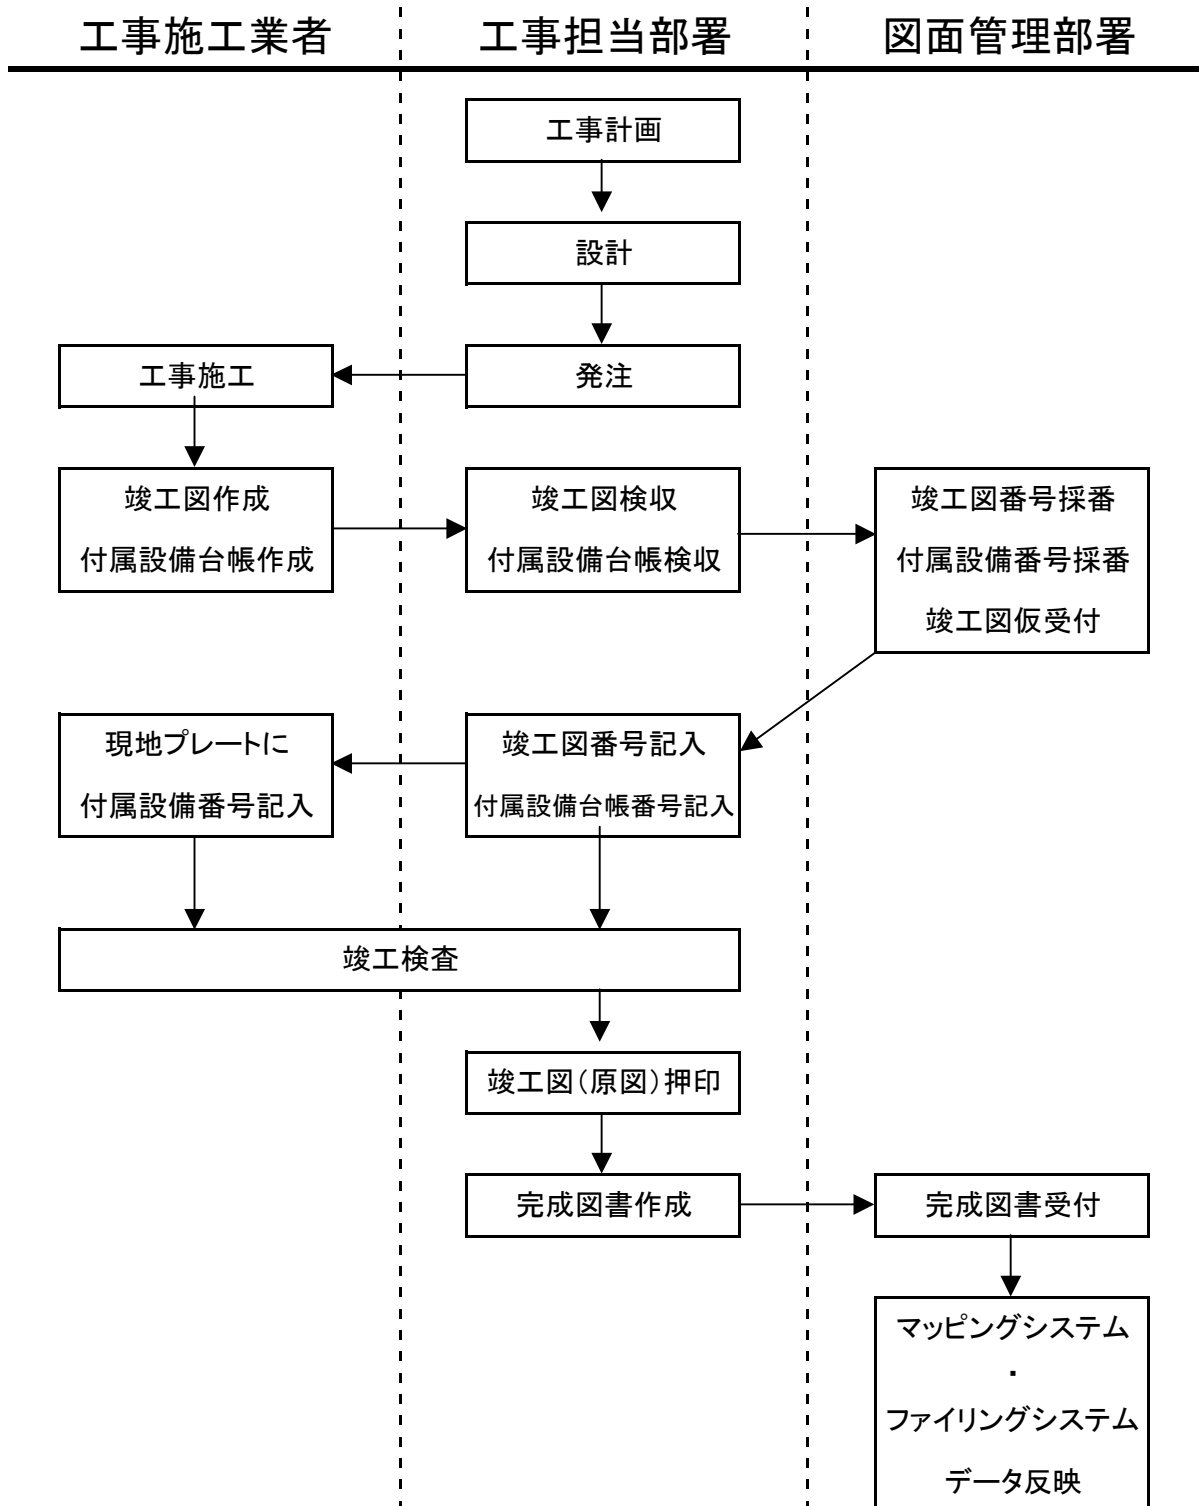 工事施工業者
工事担当部署
図面管理部署
工事計画
設計
工事施工
発注
竣工図作成
付属設備台帳作成
竣工図検収
付属設備台帳検収
竣工図番号採番
付属設備番号採番
竣工図仮受付
現地プレートに
付属設備番号記入
竣工図番号記入
付属設備台帳番号記入
竣工検査
竣工図(原図)押印
完成図書作成
完成図書受付
マッピングシステム
・
ファイリングシステム
データ反映